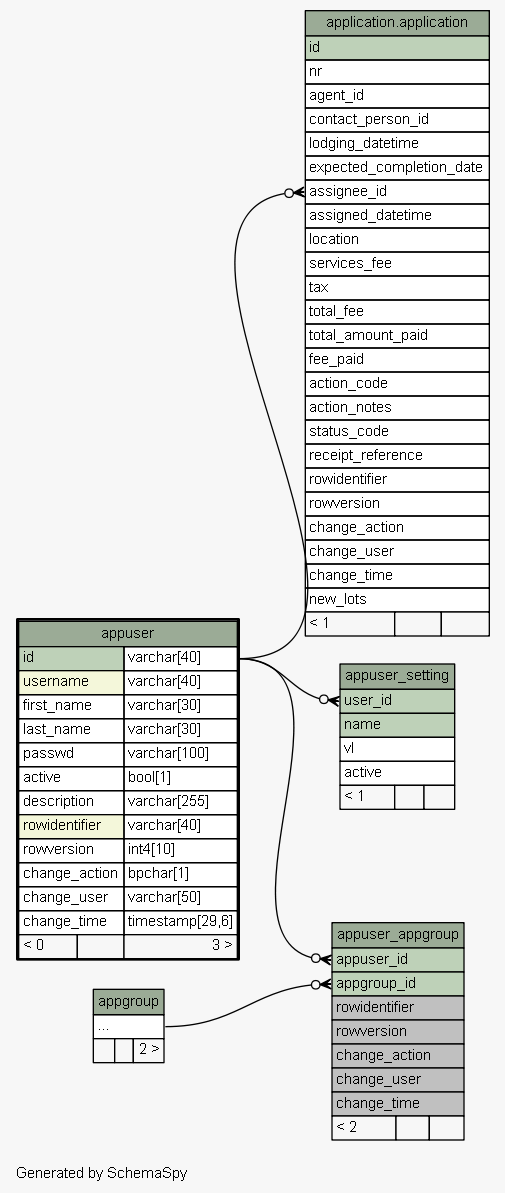 application.application
id
nr
agent_id
contact_person_id
lodging_datetime
expected_completion_date
assignee_id
assigned_datetime
location
services_fee
tax
total_fee
total_amount_paid
fee_paid
action_code
action_notes
status_code
receipt_reference
rowidentifier
rowversion
change_action
change_user
change_time
new_lots
< 1
appuser
id varchar[40]
username varchar[40]
first_name varchar[30]
last_name varchar[30]
passwd varchar[100]
active bool[1]
description varchar[255]
rowidentifier varchar[40]
rowversion int4[10]
change_action bpchar[1]
change_user varchar[50]
change_time timestamp[29,6]
< 0 3 >
appuser_setting
user_id
name
vl
active
< 1
appuser_appgroup
appuser_id
appgroup_id
rowidentifier
rowversion
change_action
change_user
change_time
< 2
appgroup
...
2 >
Generated by SchemaSpy